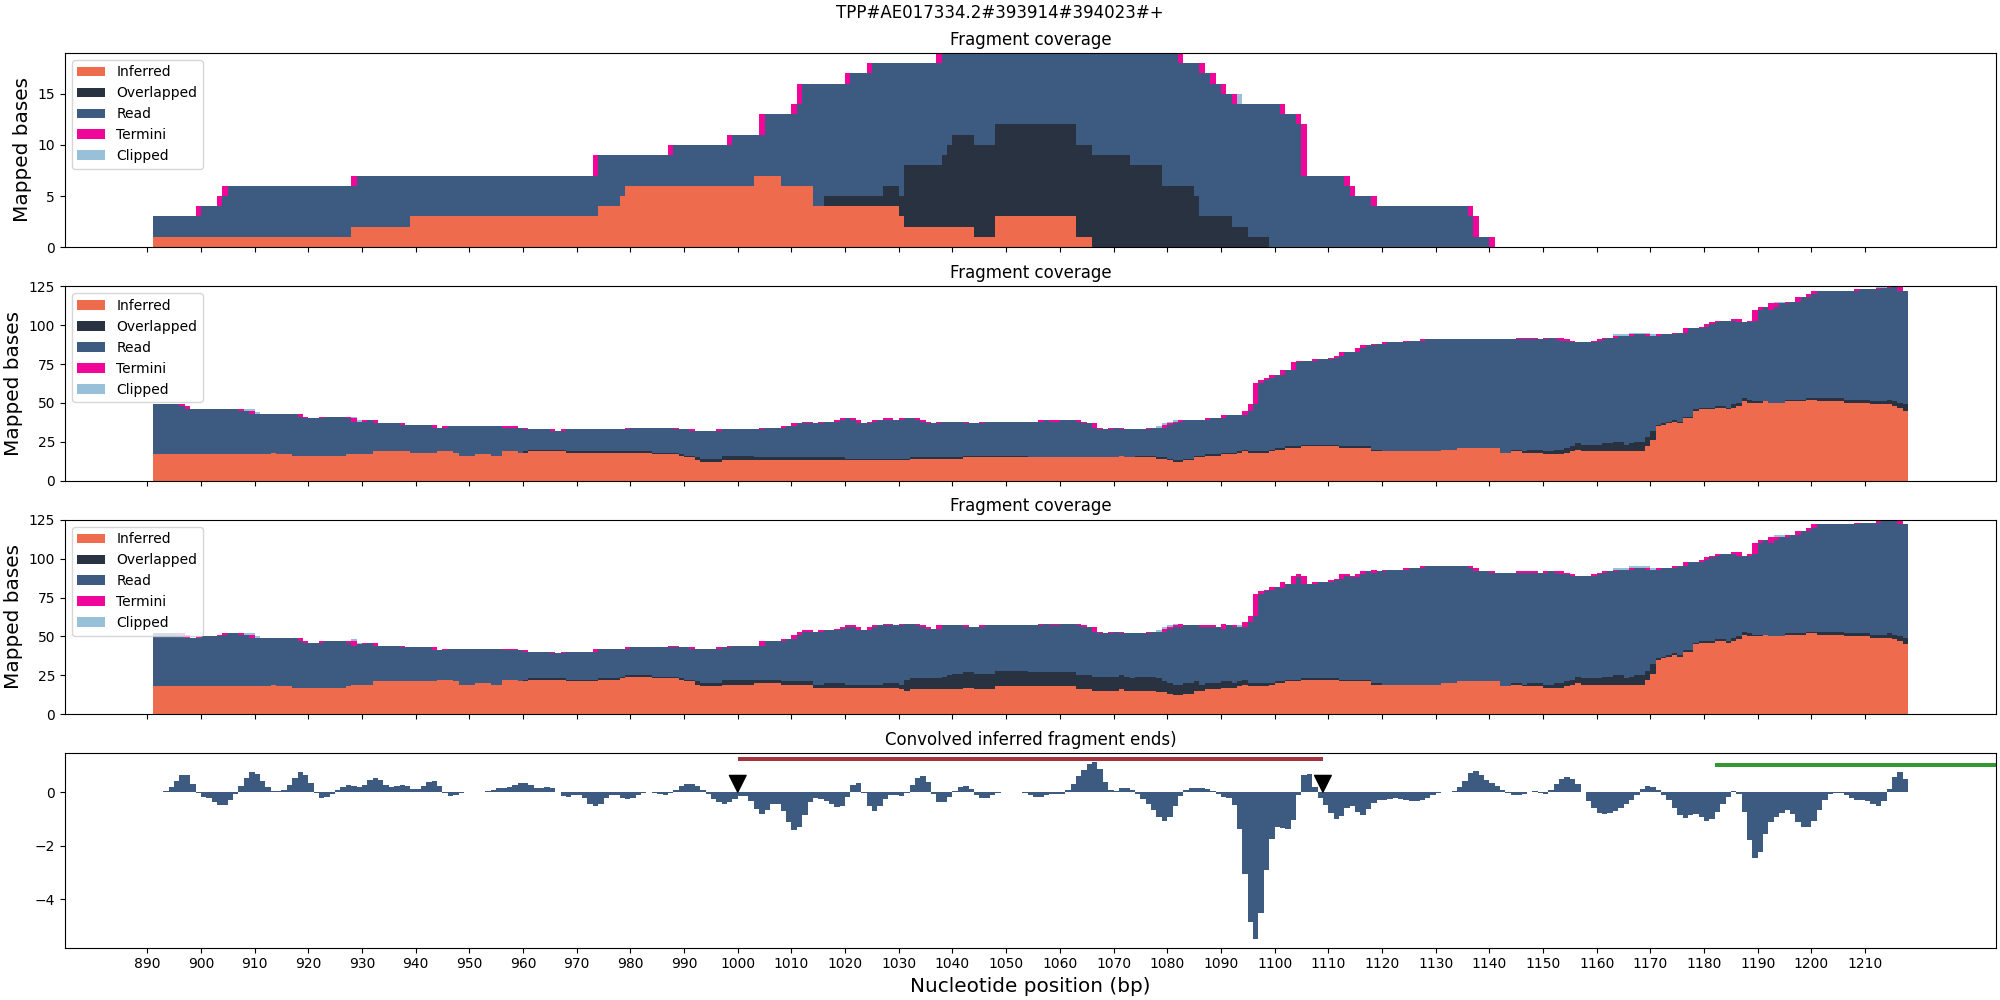 TPP#AE017334.2#393914#394023#+
Fragment coverage
Mapped bases
15
10
5
0
Inferred
Overlapped
Read
Termini
Clipped
Fragment coverage
Mapped bases
125
100
75
50
25
0
Inferred
Overlapped
Read
Termini
Clipped
Fragment coverage
Mapped bases
125
100
75
50
25
0
Inferred
Overlapped
Read
Termini
Clipped
Convolved inferred fragment ends)
0
−2
−4
890 900 910 920 930 940 950 960 970 980 990 1000 1010 1020 1030 1040 1050 1060 1070 1080 1090 1100 1110 1120 1130 1140 1150 1160 1170 1180 1190 1200 1210
Nucleotide position (bp)